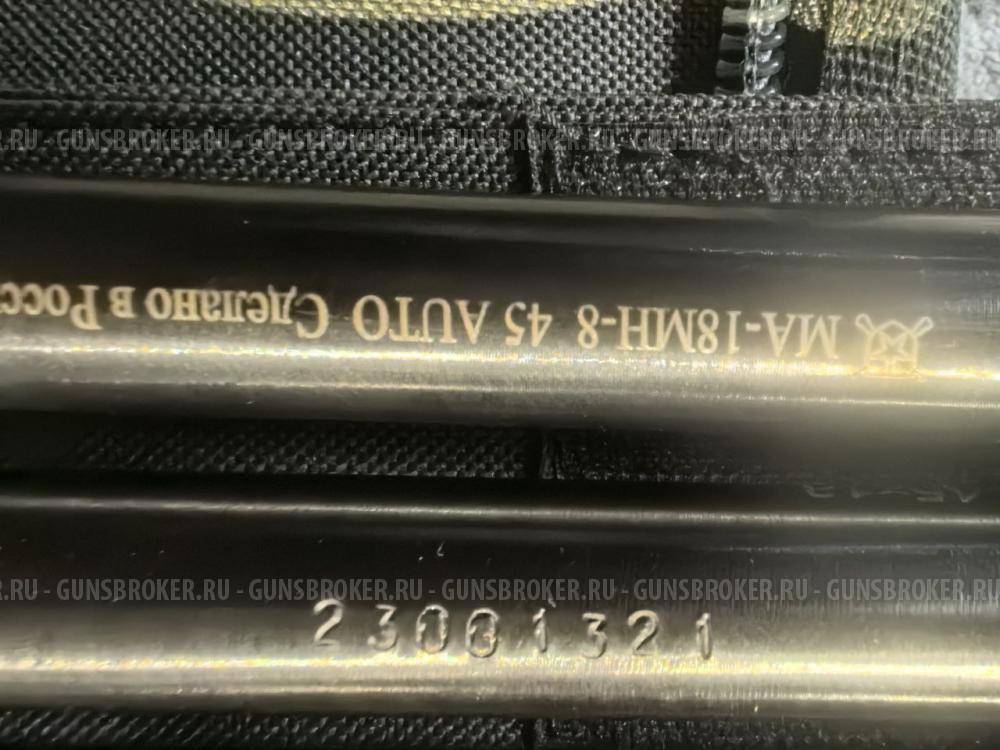 RU - GUNSBROKER.RU - GUNSBROKER.RU - GUNSBROKER.RU - GUNSBROKER.RU - GUNSBROKER
МА-18МН-8 45 AUTO Сделано в Росс
RU - GUNSBROKER.RU - GUNSBROKER.RU - GUNSBROKER.RU - GUNSBROKER.RU - GUNSBROKER
23001321